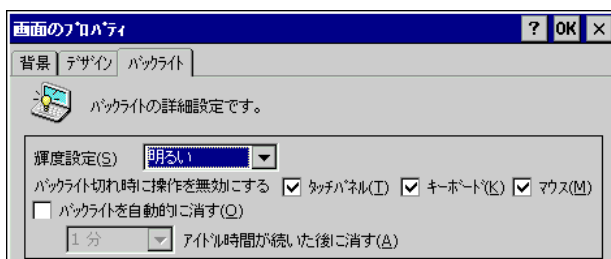 画面のﾌﾟﾛﾊﾟﾃｨ ? OK ×
背景 ﾃﾞｻﾞｲﾝ ﾊﾞｯｸﾗｲﾄ
ﾊﾞｯｸﾗｲﾄの詳細設定です。
輝度設定(S) 明るい
ﾊﾞｯｸﾗｲﾄ切れ時に操作を無効にする ﾀｯﾁﾊﾟﾈﾙ(T) ｷｰﾎﾞｰﾄﾞ(K) ﾏｳｽ(M)
ﾊﾞｯｸﾗｲﾄを自動的に消す(O)
1 分 ｱｲﾄﾞﾙ時間が続いた後に消す(A)